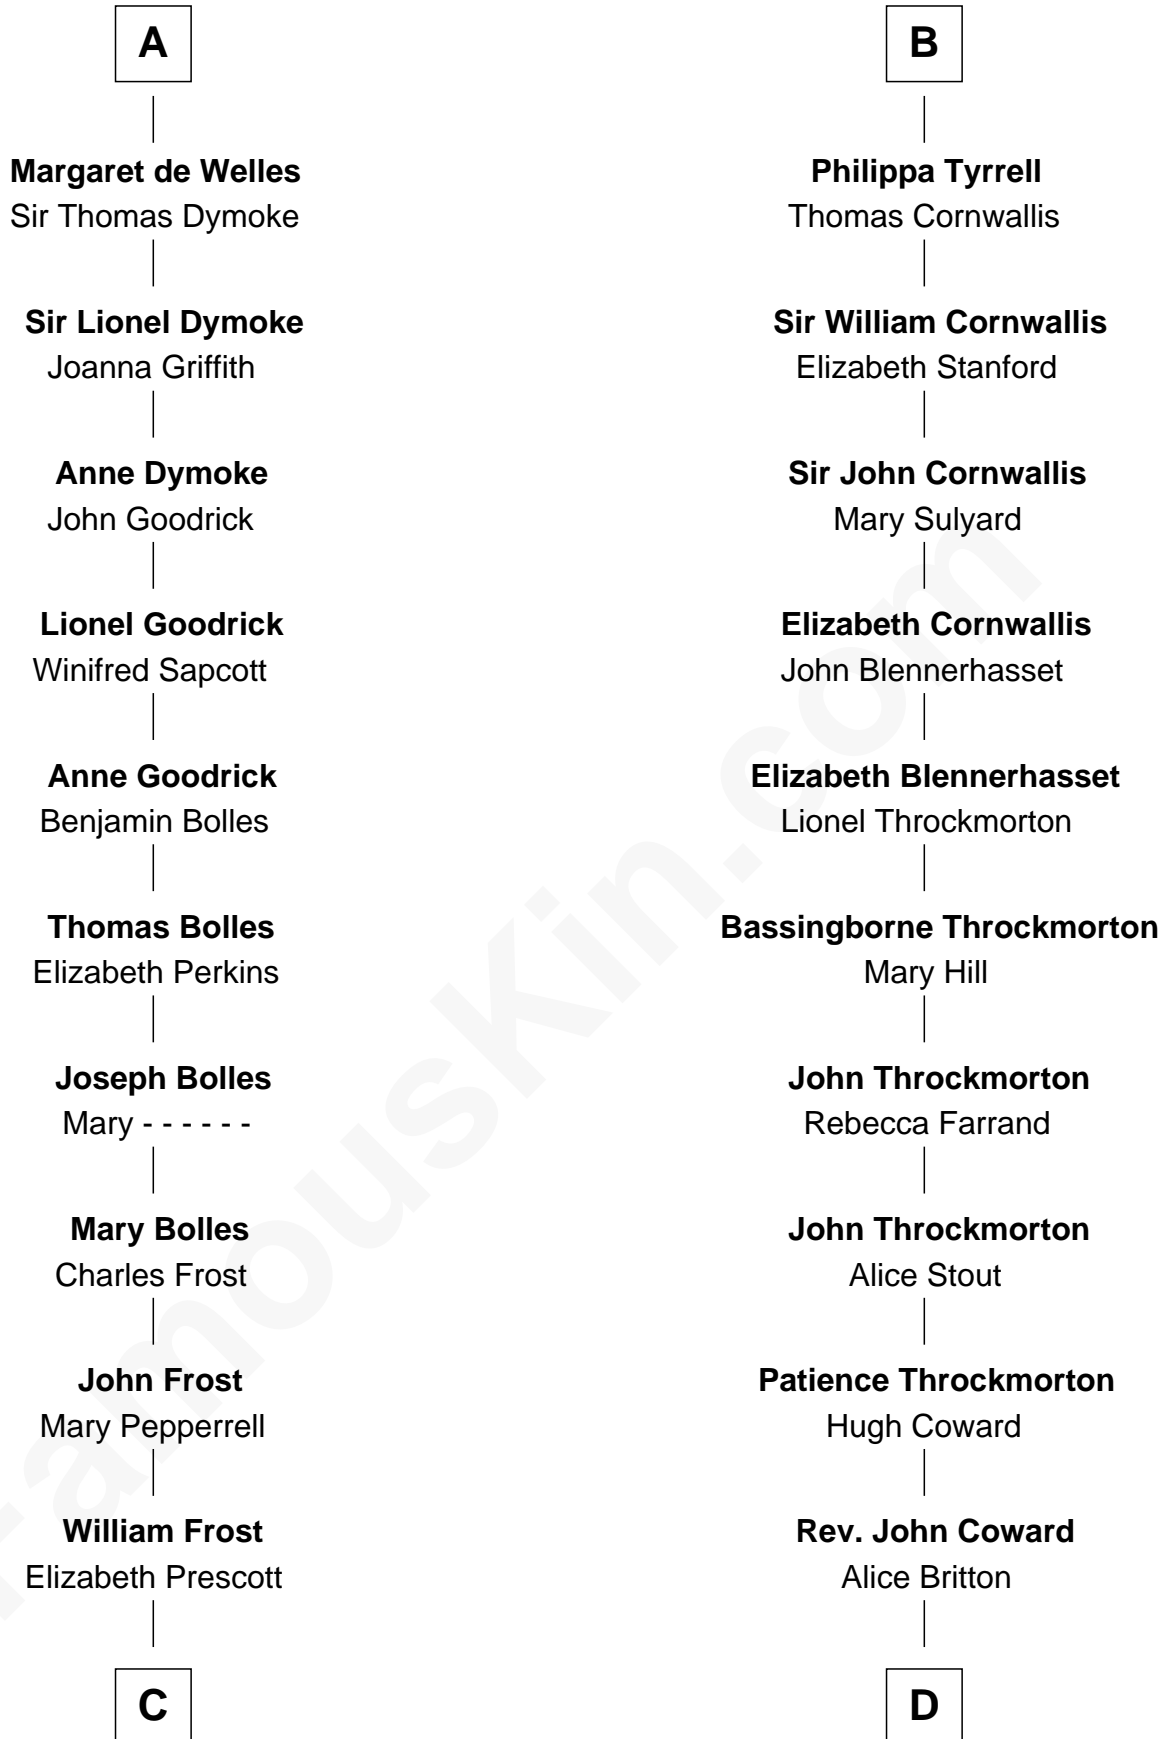 A
Margaret de Welles
Sir Thomas Dymoke
Sir Lionel Dymoke
Joanna Griffith
Anne Dymoke
John Goodrick
Lionel Goodrick
Winifred Sapcott
Anne Goodrick
Benjamin Bolles
Thomas Bolles
Elizabeth Perkins
Joseph Bolles
Mary - - - - - -
Mary Bolles
Charles Frost
John Frost
Mary Pepperrell
William Frost
Elizabeth Prescott
C
B
Philippa Tyrrell
Thomas Cornwallis
Sir William Cornwallis
Elizabeth Stanford
Sir John Cornwallis
Mary Sulyard
Elizabeth Cornwallis
John Blennerhasset
Elizabeth Blennerhasset
Lionel Throckmorton
Bassingborne Throckmorton
Mary Hill
John Throckmorton
Rebecca Farrand
John Throckmorton
Alice Stout
Patience Throckmorton
Hugh Coward
Rev. John Coward
Alice Britton
D
FamousKin.com